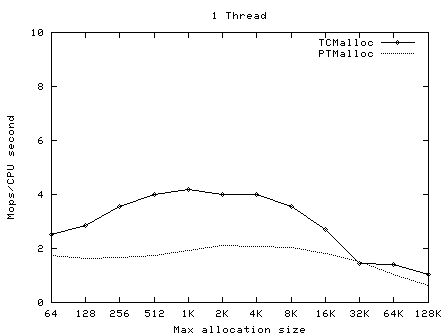 1 Thread
TCMalloc
PTMalloc
10
8
6
4
2
0
Mops/CPU second
64 128 256 512 1K 2K 4K 8K 16K 32K 64K 128K
Max allocation size